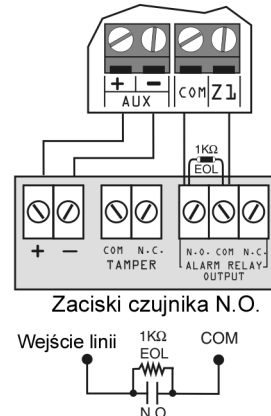 + − COM Z1
AUX
1KΩ
EOL
+ − COM N.C. N.O. COM N.C.
TAMPER ALARM RELAY
OUTPUT
Zaciski czujnika N.O.
Wejście linii 1KΩ COM
EOL
N.O.